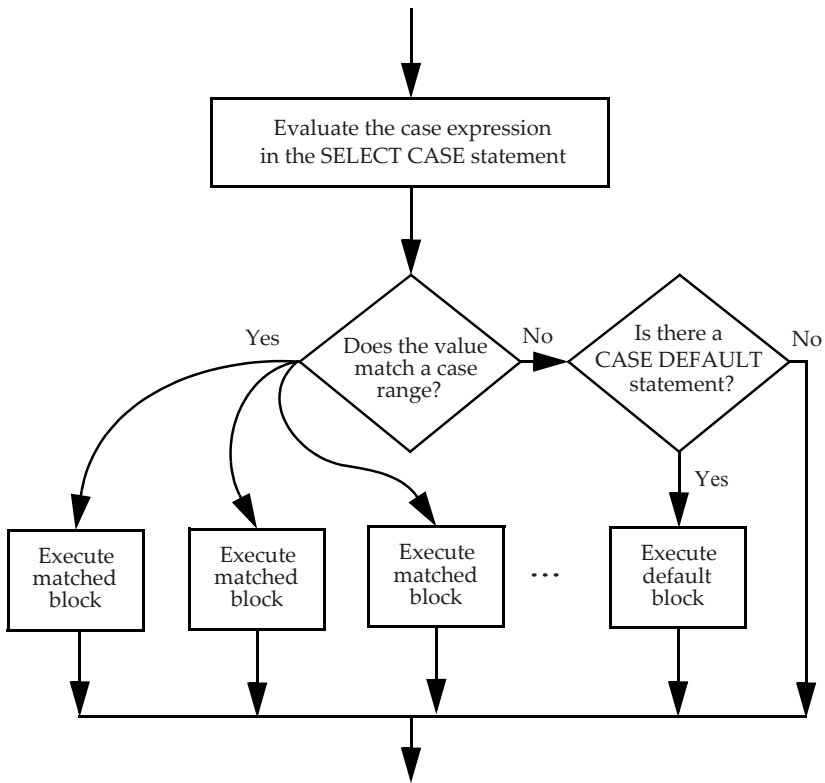 Evaluate the case expression
in the SELECT CASE statement
Yes
Does the value
match a case
range?
No
Is there a
CASE DEFAULT
statement?
No
Yes
Execute
matched
block
Execute
matched
block
Execute
matched
block
...
Execute
default
block